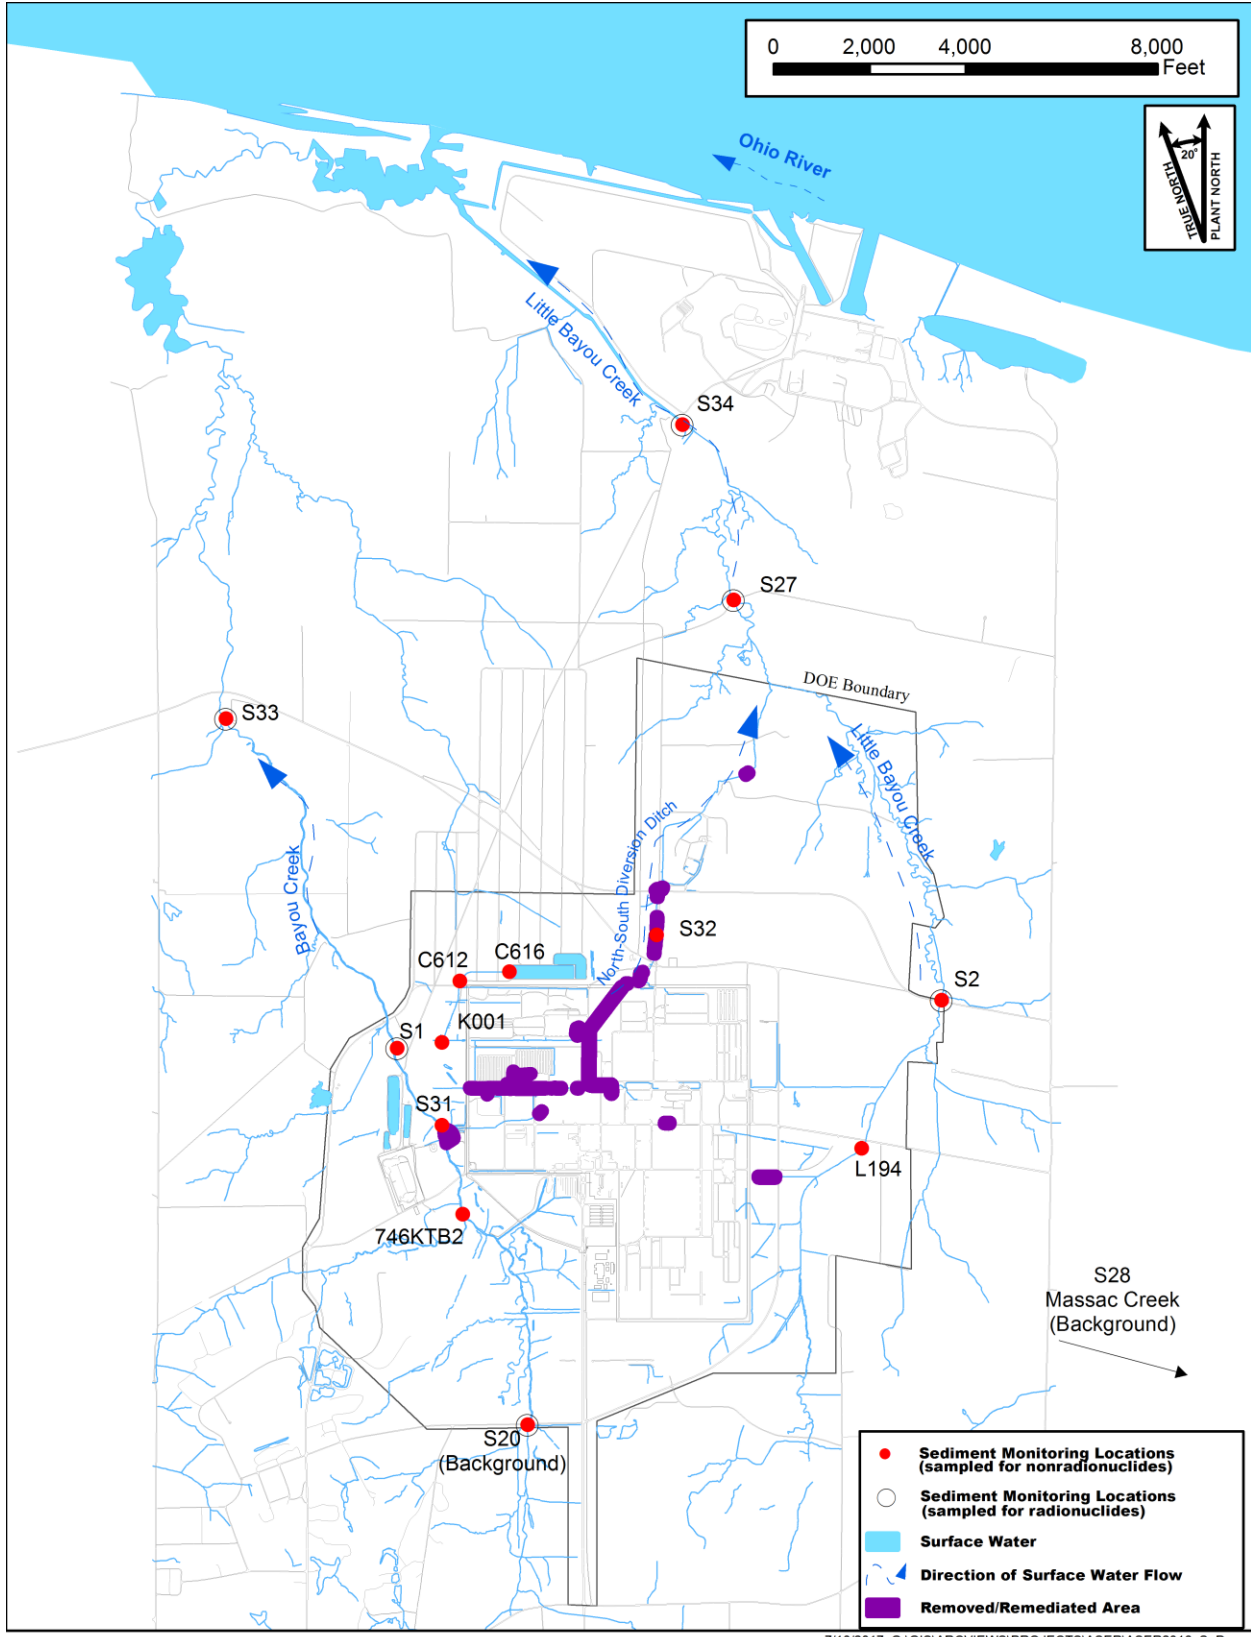 0 2,000 4,000 8,000
Feet
TRUE NORTH
20°
PLANT NORTH
Ohio River
Little Bayou Creek
S34
S27
DOE Boundary
S33
Little Bayou Creek
North-South Diversion Ditch
Bayou Creek
S32
C612
C616
S2
K001
S1
S31
L194
746KTB2
S28
Massac Creek
(Background)
S20
(Background)
Sediment Monitoring Locations
(sampled for nonradionuclides)
Sediment Monitoring Locations
(sampled for radionuclides)
Surface Water
Direction of Surface Water Flow
Removed/Remediated Area